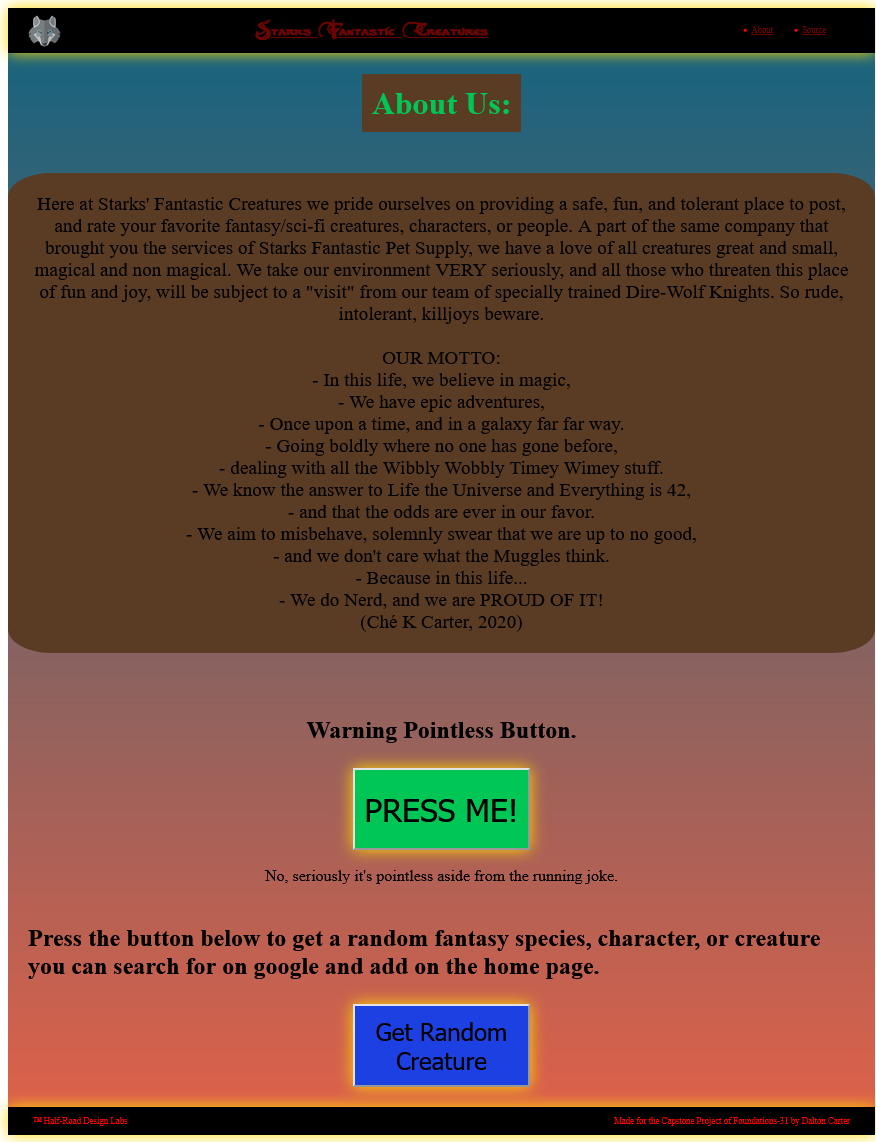 Starks Fantastic Creatures
About
Source
About Us:
Here at Starks' Fantastic Creatures we pride ourselves on providing a safe, fun, and tolerant place to post,
and rate your favorite fantasy/sci-fi creatures, characters, or people. A part of the same company that
brought you the services of Starks Fantastic Pet Supply, we have a love of all creatures great and small,
magical and non magical. We take our environment VERY seriously, and all those who threaten this place
of fun and joy, will be subject to a "visit" from our team of specially trained Dire-Wolf Knights. So rude,
intolerant, killjoys beware.
OUR MOTTO:
- In this life, we believe in magic,
- We have epic adventures,
- Once upon a time, and in a galaxy far far way.
- Going boldly where no one has gone before,
- dealing with all the Wibbly Wobbly Timey Wimey stuff.
- We know the answer to Life the Universe and Everything is 42,
- and that the odds are ever in our favor.
- We aim to misbehave, solemnly swear that we are up to no good,
- and we don't care what the Muggles think.
- Because in this life...
- We do Nerd, and we are PROUD OF IT!
(Ché K Carter, 2020)
Warning Pointless Button.
PRESS ME!
No, seriously it's pointless aside from the running joke.
Press the button below to get a random fantasy species, character, or creature
you can search for on google and add on the home page.
Get Random
Creature
™ Half-Road Design Labs
Made for the Capstone Project of Foundations-31 by Dalton Carter